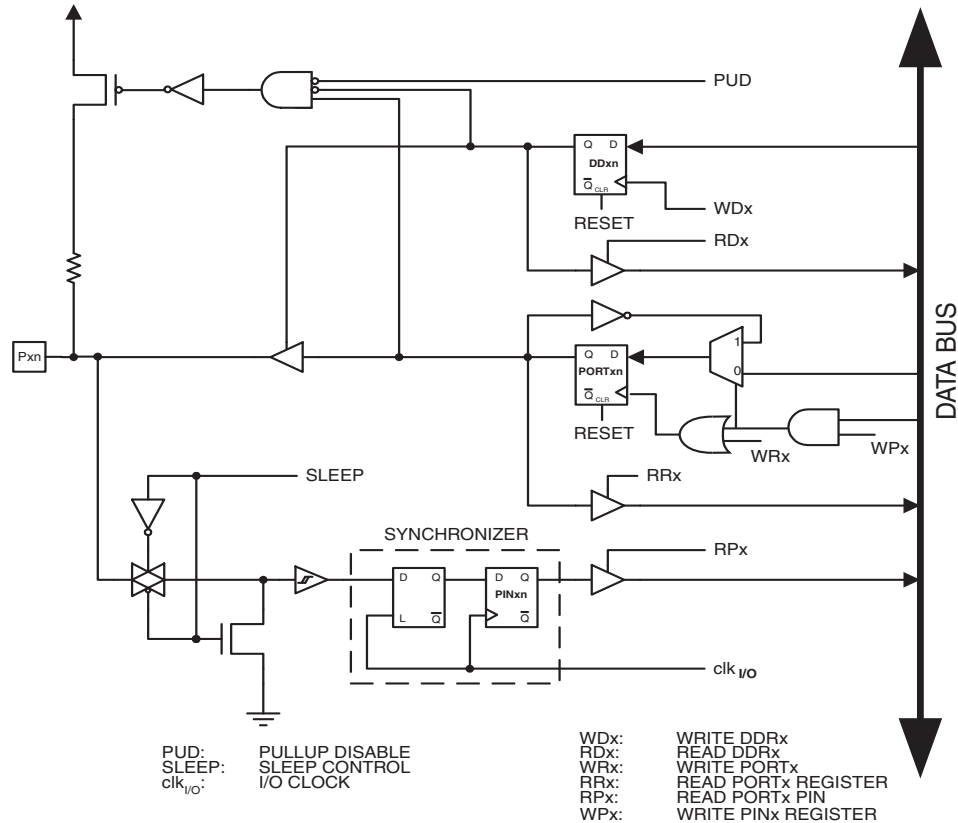 PUD
Q D
DDxn
Q CLR
WDx
RESET
RDx
Pxn
1
Q D
PORTxn
0
Q CLR
RESET
WRx
WPx
DATA BUS
SLEEP
RRx
SYNCHRONIZER
RPx
D Q
D Q
PINxn
L Q
Q
clk I/O
PUD: PULLUP DISABLE
SLEEP: SLEEP CONTROL
clkI/O: I/O CLOCK
WDx: WRITE DDRx
RDx: READ DDRx
WRx: WRITE PORTx
RRx: READ PORTx REGISTER
RPx: READ PORTx PIN
WPx: WRITE PINx REGISTER